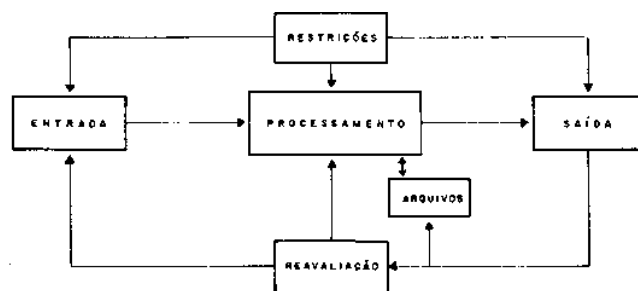 RESTRIÇÕES
ENTRADA
PROCESSAMENTO
SAÍDA
ARQUIVOS
REAVALIAÇÃO